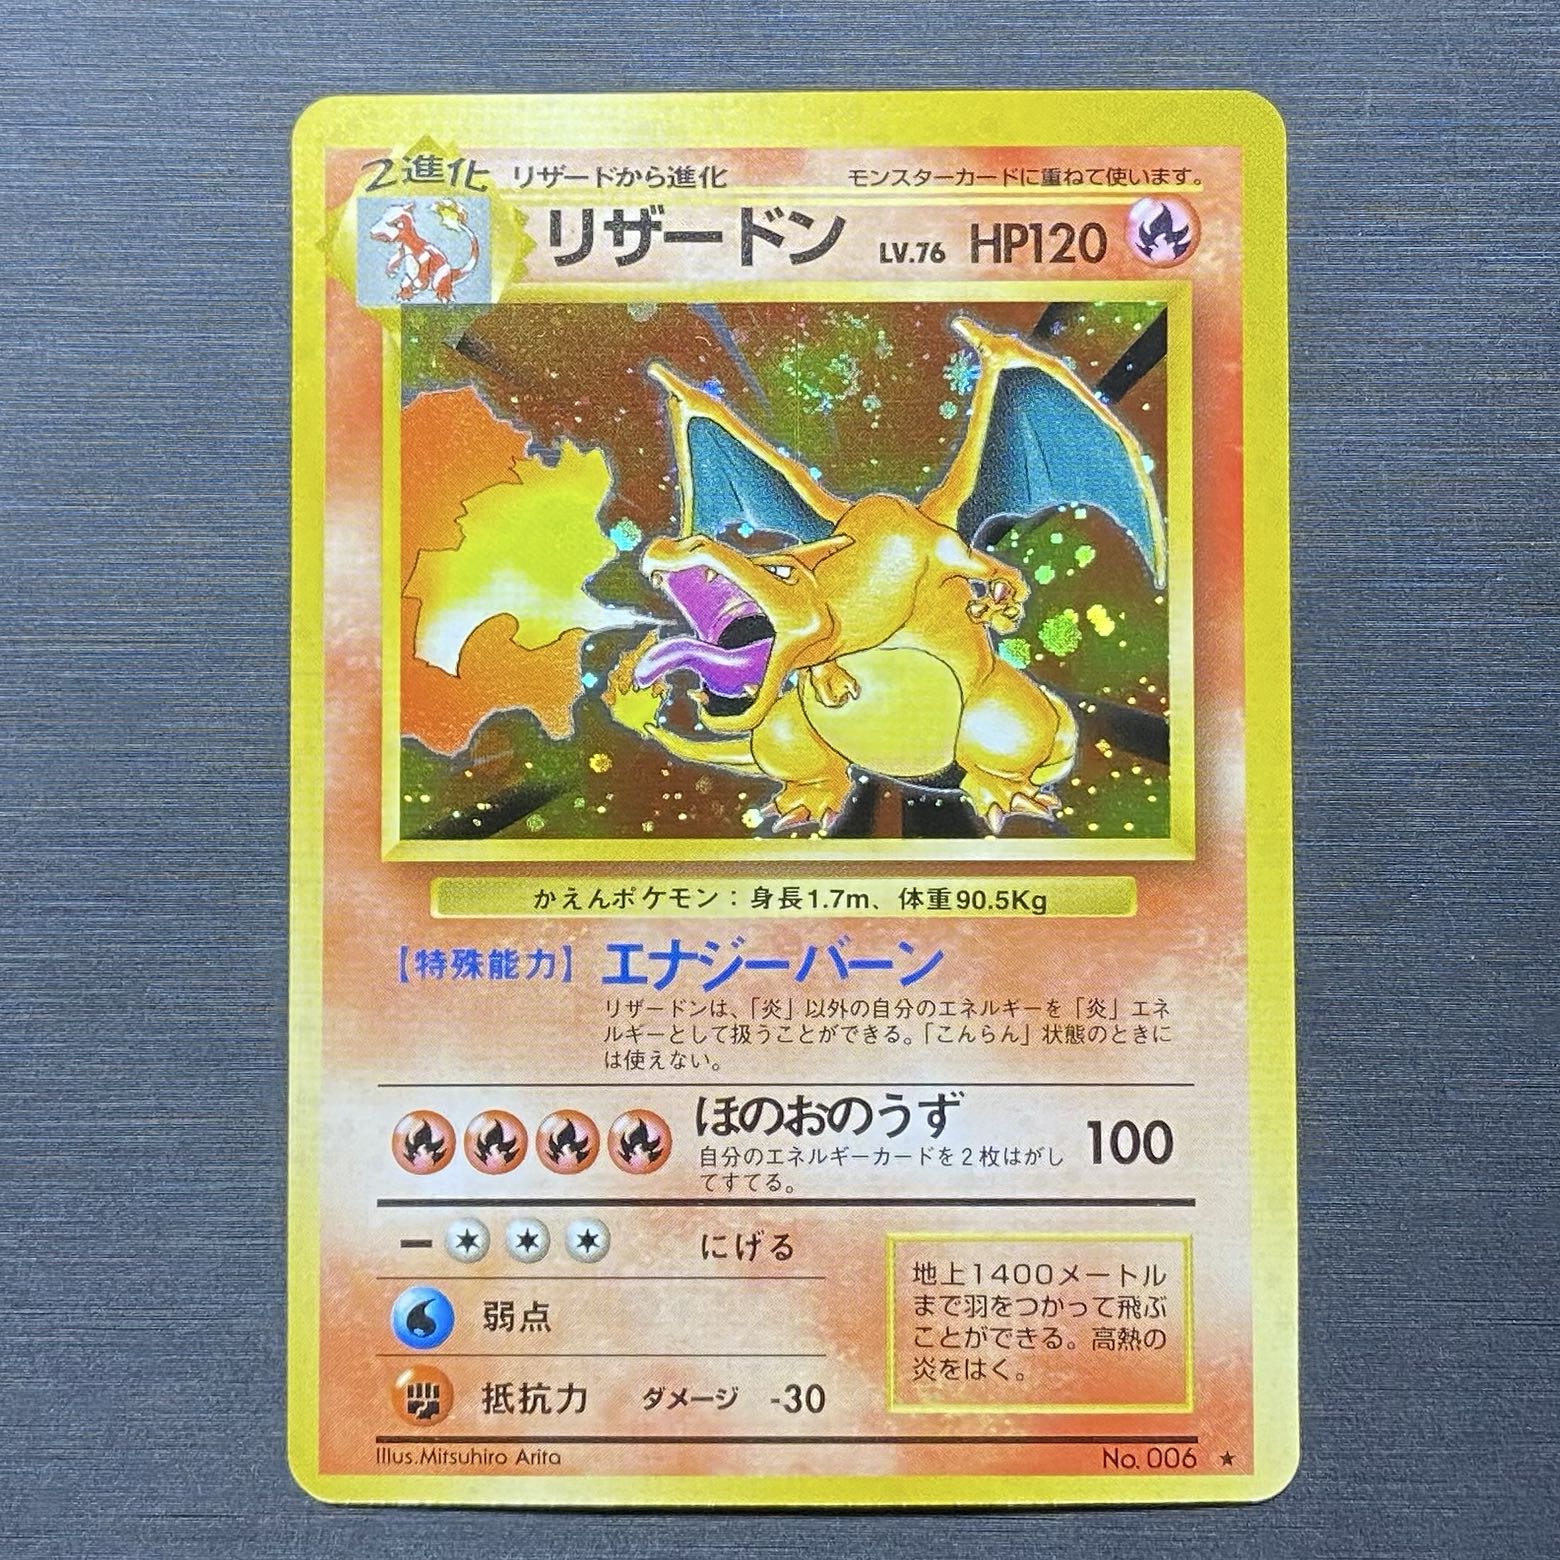 2進化
リザードから進化
モンスターカードに重ねて使います。
リザードン LV.76 HP120
かえんポケモン：身長1.7m、体重90.5Kg
【特殊能力】エナジーバーン
リザードンは、「炎」以外の自分のエネルギーを「炎」エネ
ルギーとして扱うことができる。「こんらん」状態のときに
は使えない。
ほのおのうず 100
自分のエネルギーカードを2枚はがし
てすてる。
にげる
弱点
抵抗力 ダメージ -30
地上1400メートル
まで羽をつかって飛ぶ
ことができる。高熱の
炎をはく。
Illus.Mitsuhiro Arita
No.006 ★